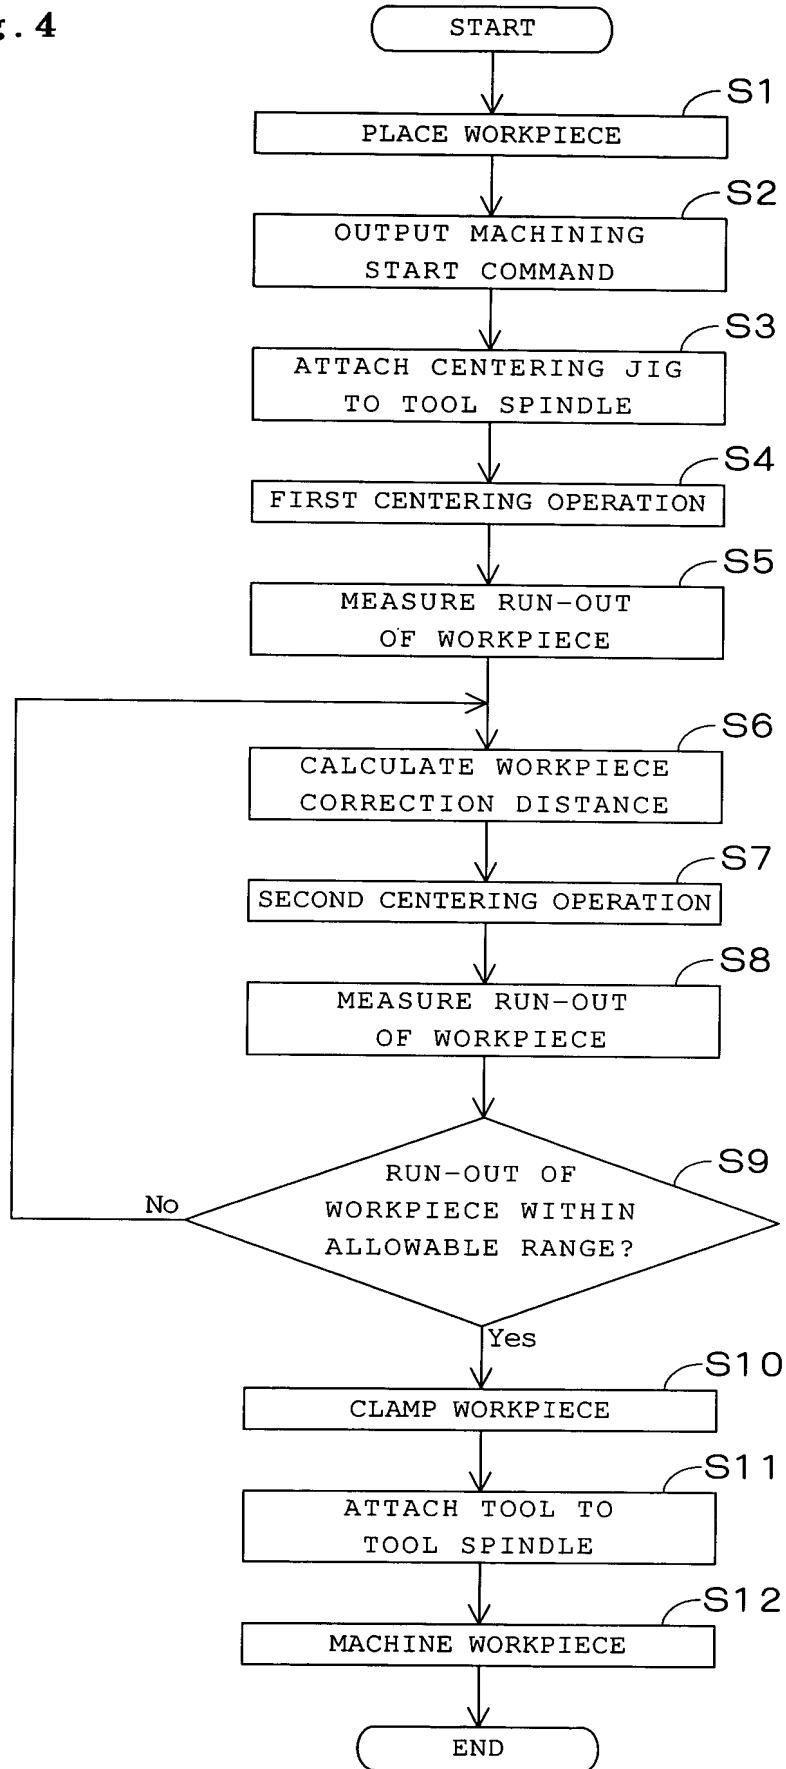 g. 4
START
S1
PLACE WORKPIECE
S2
OUTPUT MACHINING
START COMMAND
S3
ATTACH CENTERING JIG
TO TOOL SPINDLE
S4
FIRST CENTERING OPERATION
S5
MEASURE RUN-OUT
OF WORKPIECE
S6
CALCULATE WORKPIECE
CORRECTION DISTANCE
S7
SECOND CENTERING OPERATION
S8
MEASURE RUN-OUT
OF WORKPIECE
S9
RUN-OUT OF
WORKPIECE WITHIN
ALLOWABLE RANGE?
No
Yes
S10
CLAMP WORKPIECE
S11
ATTACH TOOL TO
TOOL SPINDLE
S12
MACHINE WORKPIECE
END